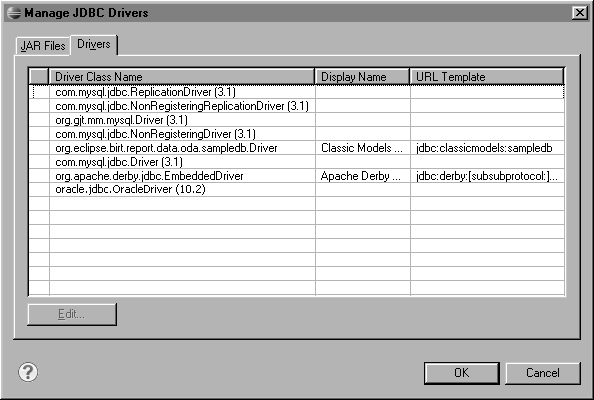 Manage JDBC Drivers
JAR Files Drivers
Driver Class Name Display Name URL Template
com.mysql.jdbc.ReplicationDriver (3.1)
com.mysql.jdbc.NonRegisteringReplicationDriver (3.1)
org.gjt.mm.mysql.Driver (3.1)
com.mysql.jdbc.NonRegisteringDriver (3.1)
org.eclipse.birt.report.data.oda.sampledb.Driver Classic Models ... jdbc:classicmodels:sampledb
com.mysql.jdbc.Driver (3.1)
org.apache.derby.jdbc.EmbeddedDriver Apache Derby ... jdbc:derby:[subsubprotocol:]...
oracle.jdbc.OracleDriver (10.2)
Edit...
? OK Cancel